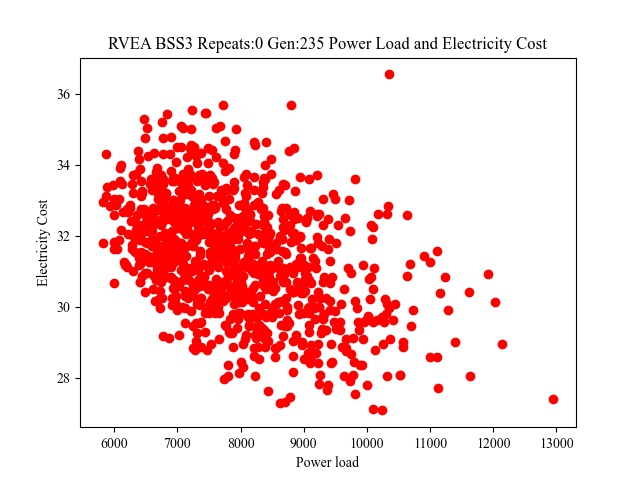 RVEA BSS3 Repeats:0 Gen:235 Power Load and Electricity Cost
36
34
32
30
28
Electricity Cost
6000 7000 8000 9000 10000 11000 12000 13000
Power load